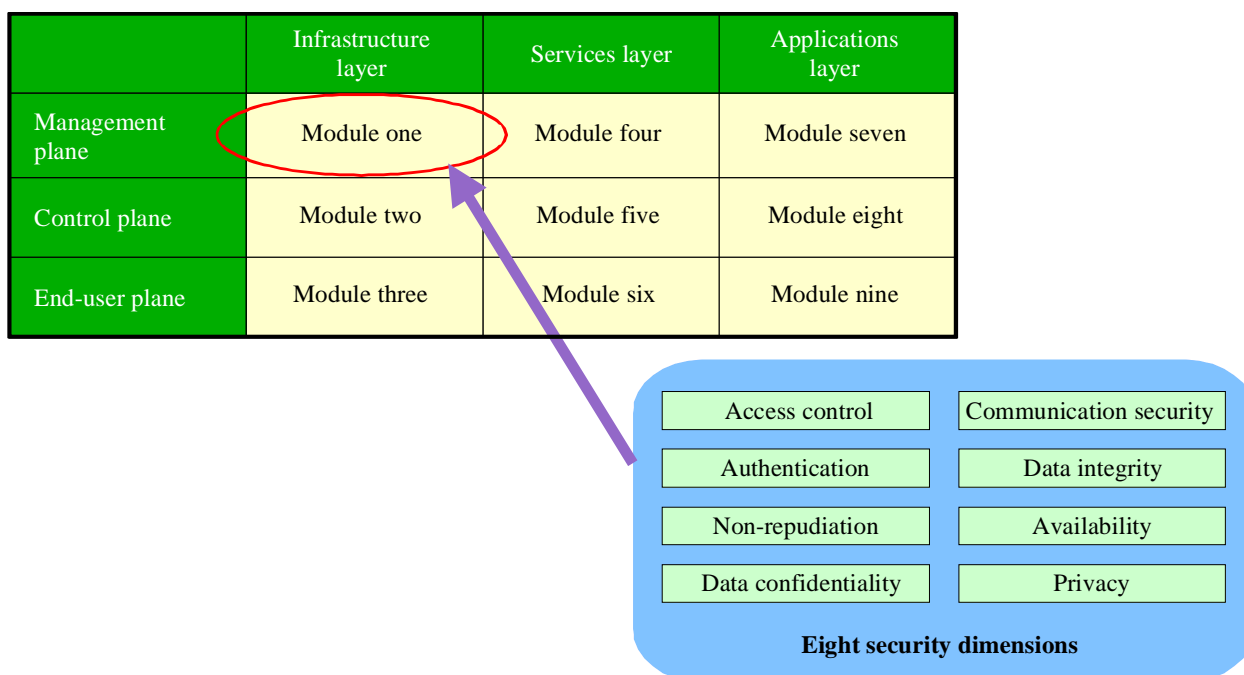 Infrastructure
layer
Services layer
Applications
layer
Management
plane
Module one
Module four
Module seven
Control plane
Module two
Module five
Module eight
End-user plane
Module three
Module six
Module nine
Access control
Communication security
Authentication
Data integrity
Non-repudiation
Availability
Data confidentiality
Privacy
Eight security dimensions